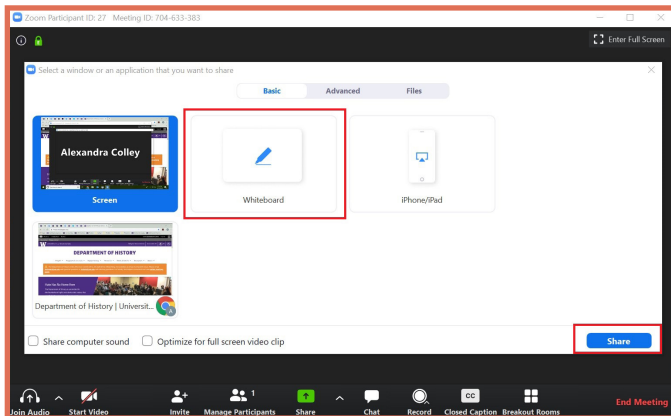 Zoom Participant ID: 27 Meeting ID: 704-633-383
Enter Full Screen
Select a window or an application that you want to share
Basic
Advanced
Files
Alexandra Colley
Screen
Whiteboard
iPhone/iPad
W
DEPARTMENT OF HISTORY
Department of History | Universit...
Share computer sound
Optimize for full screen video clip
Share
Join Audio
Start Video
Invite
1
Manage Participants
Share
Chat
Record
CC
Closed Caption
Breakout Rooms
End Meeting